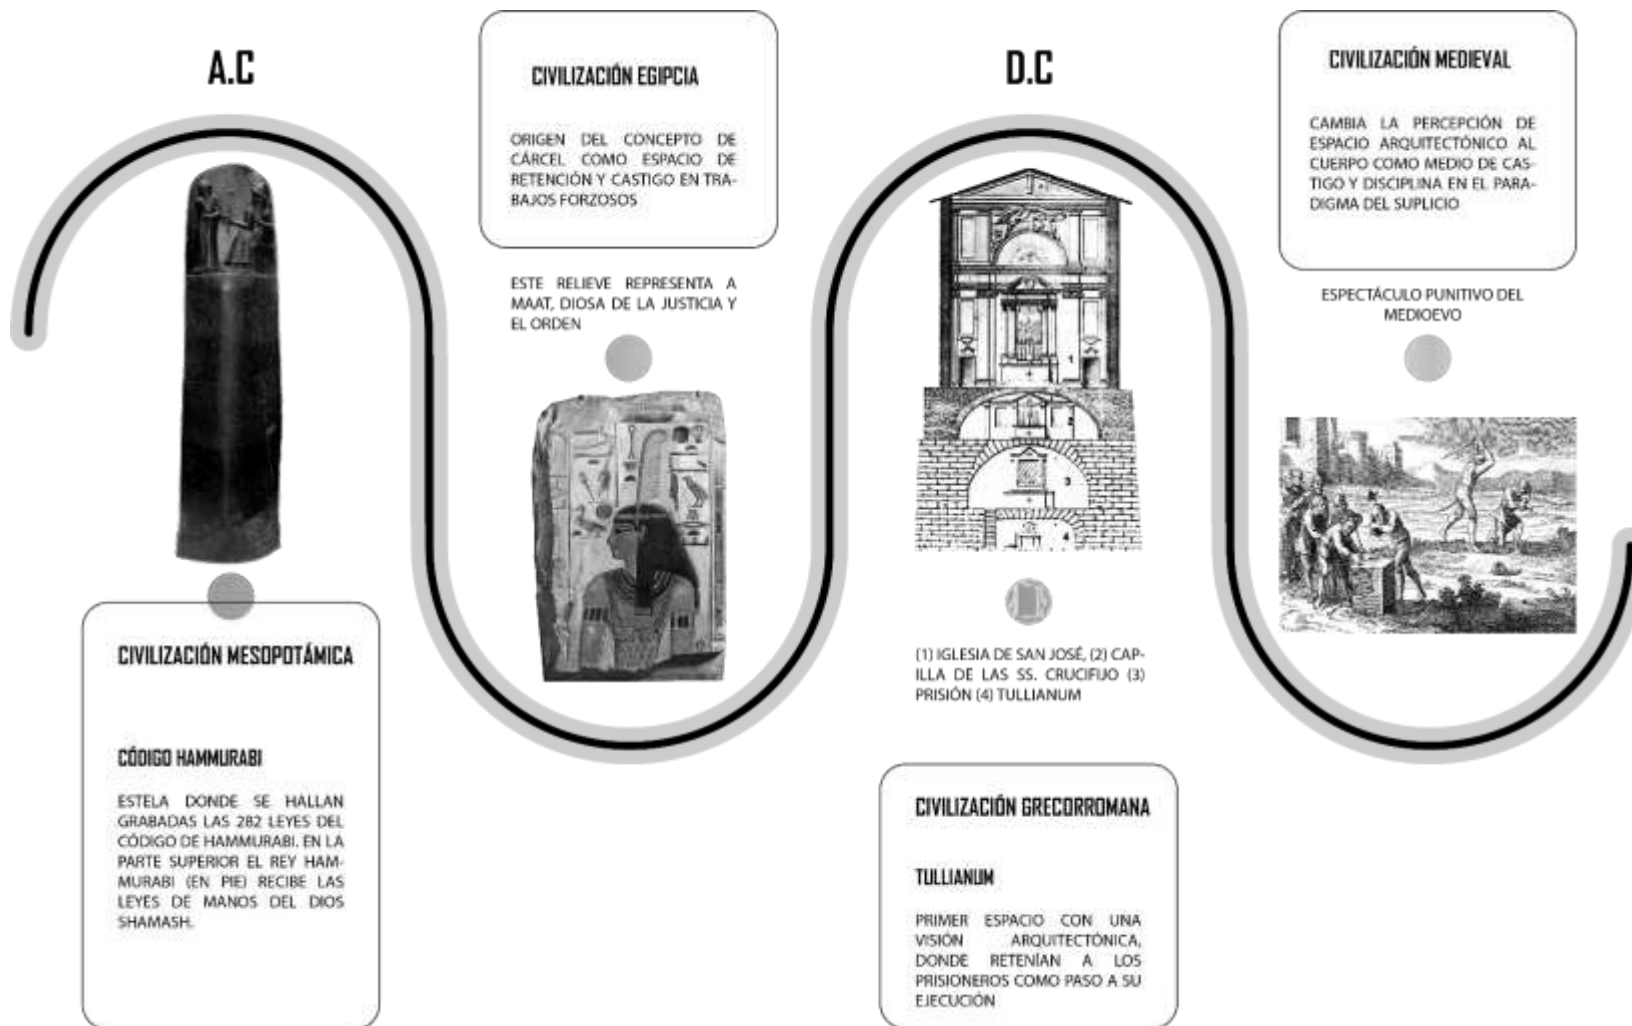 A.C
CIVILIZACIÓN MESOPOTÁMICA
CÓDIGO HAMMURABI
ESTELA DONDE SE HALLAN
GRABADAS LAS 282 LEYES DEL
CÓDIGO DE HAMMURABI. EN LA
PARTE SUPERIOR EL REY HAM-
MURABI (EN PIE) RECIBE LAS
LEYES DE MANOS DEL DIOS
SHAMASH.
CIVILIZACIÓN EGIPCIA
ORIGEN DEL CONCEPTO DE
CÁRCEL COMO ESPACIO DE
RETENCIÓN Y CASTIGO EN TRA-
BAJOS FORZOSOS
ESTE RELIEVE REPRESENTA A
MAAT, DIOSA DE LA JUSTICIA Y
EL ORDEN
D.C
1
2
3
4
(1) IGLESIA DE SAN JOSÉ, (2) CAP-
ILLA DE LAS SS. CRUCIFIJO (3)
PRISIÓN (4) TULLIANUM
CIVILIZACIÓN GRECORROMANA
TULLIANUM
PRIMER ESPACIO CON UNA
VISIÓN ARQUITECTÓNICA,
DONDE RETENÍAN A LOS
PRISIONEROS COMO PASO A SU
EJECUCIÓN
CIVILIZACIÓN MEDIEVAL
CAMBIA LA PERCEPCIÓN DE
ESPACIO ARQUITECTÓNICO AL
CUERPO COMO MEDIO DE CAS-
TIGO Y DISCIPLINA EN EL PARA-
DIGMA DEL SUPLICIO
ESPECTÁCULO PUNITIVO DEL
MEDIOEVO